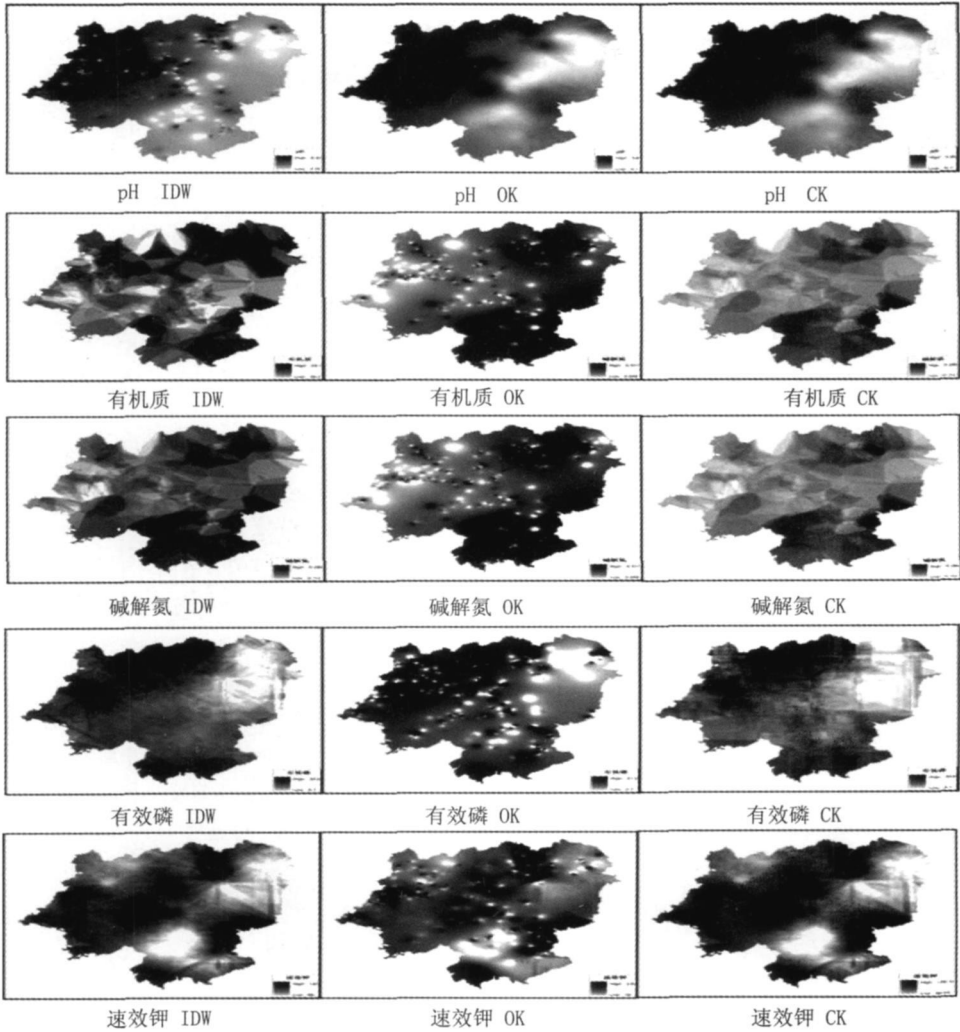 pH IDW
pH OK
pH CK
有机质 IDW
有机质 OK
有机质 CK
碱解氮 IDW
碱解氮 OK
碱解氮 CK
有效磷 IDW
有效磷 OK
有效磷 CK
速效钾 IDW
速效钾 OK
速效钾 CK